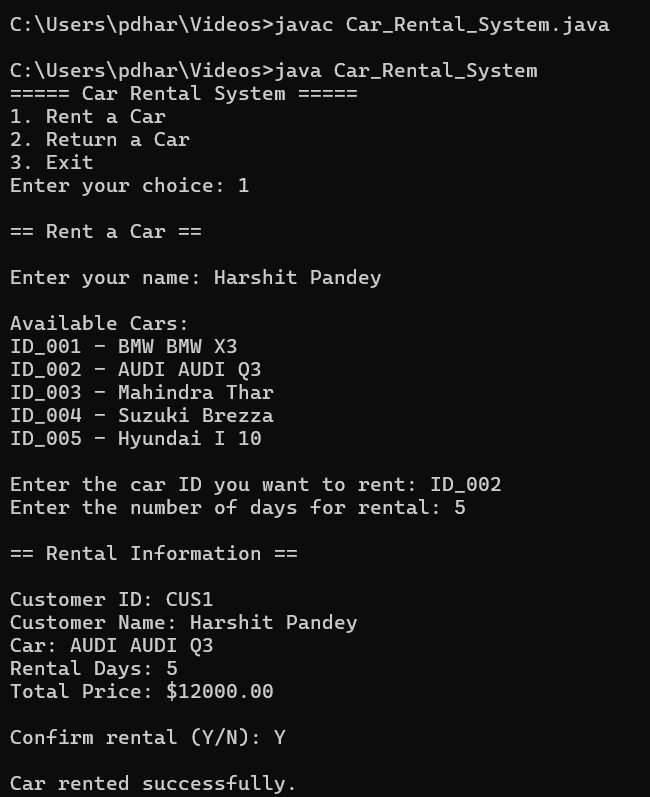 C:\Users\pdhar\Videos>javac Car_Rental_System.java
C:\Users\pdhar\Videos>java Car_Rental_System
===== Car Rental System =====
1. Rent a Car
2. Return a Car
3. Exit
Enter your choice: 1
== Rent a Car ==
Enter your name: Harshit Pandey
Available Cars:
ID_001 - BMW BMW X3
ID_002 - AUDI AUDI Q3
ID_003 - Mahindra Thar
ID_004 - Suzuki Brezza
ID_005 - Hyundai I 10
Enter the car ID you want to rent: ID_002
Enter the number of days for rental: 5
== Rental Information ==
Customer ID: CUS1
Customer Name: Harshit Pandey
Car: AUDI AUDI Q3
Rental Days: 5
Total Price: $12000.00
Confirm rental (Y/N): Y
Car rented successfully.